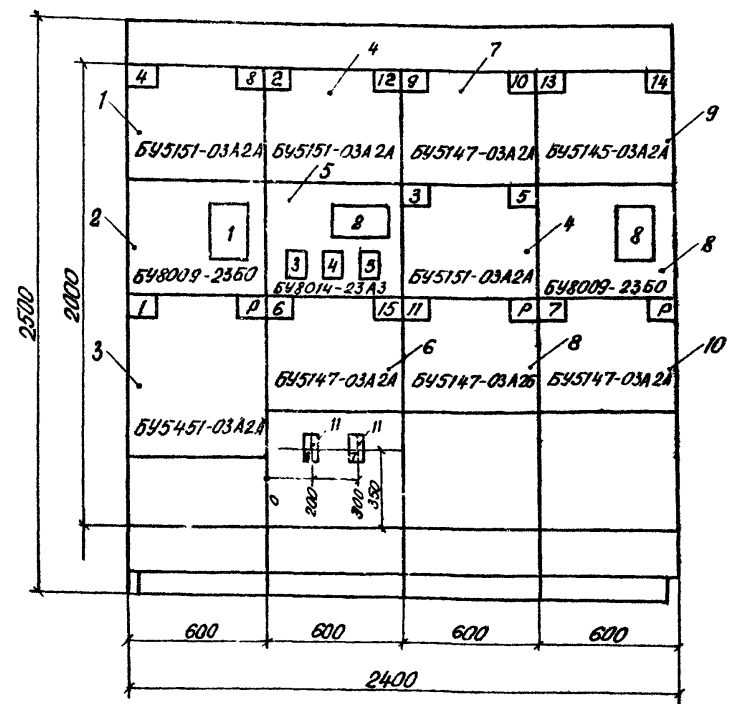 4 7
4 8 2 12 9 10 13 14
1 9
БУ5151-03А2А БУ5151-03А2А БУ5147-03А2А БУ5145-03А2А
5
3 5
2 1 2 4 8 8
3 4 5 БУ5151-03А2А
БУ8009-23Б0 БУ8014-23А3 БУ8009-23Б0
1 Р 6 15 11 Р 7 Р
3 6 8 10
БУ5147-03А2А БУ5147-03А2Б БУ5147-03А2А
БУ5451-03А2А
11 11
7
0 200 300 350
2500
2000
600 600 600 600
2400